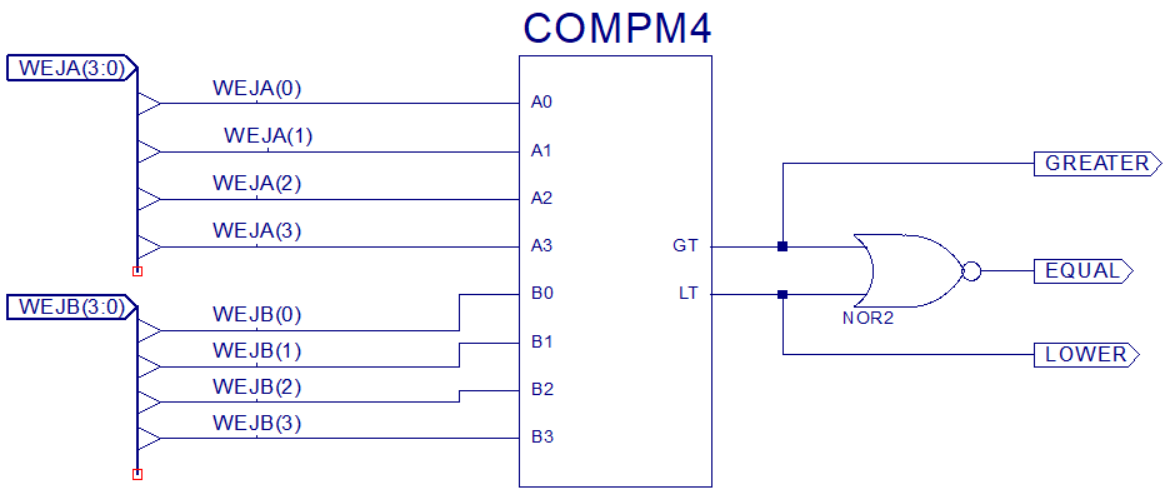 COMPM4
WEJA(3:0)
WEJA(0)
A0
WEJA(1)
A1
WEJA(2)
A2
WEJA(3)
A3
WEJB(3:0)
WEJB(0)
B0
WEJB(1)
B1
WEJB(2)
B2
WEJB(3)
B3
GT
LT
NOR2
GREATER
EQUAL
LOWER